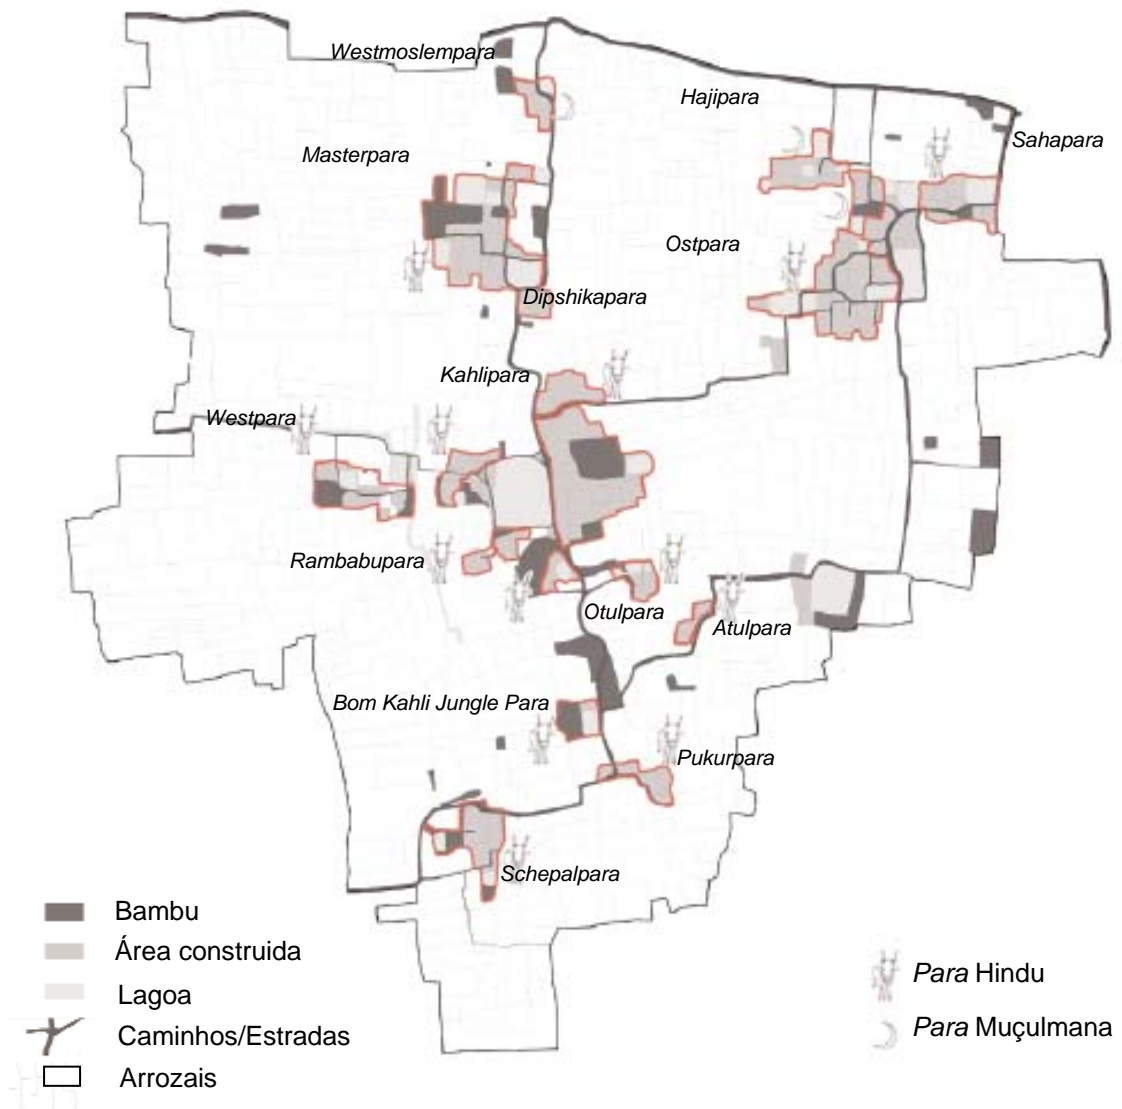 Westmoslempara
Hajipara
Sahapara
Masterpara
Ostpara
Dipshikapara
Kahlipara
Westpara
Rambabupara
Otulpara
Atulpara
Bom Kahli Jungle Para
Pukurpara
Schepalpara
Bambu
Área construida
Lagoa
Caminhos/Estradas
Arrozais
Para Hindu
Para Muçulmana